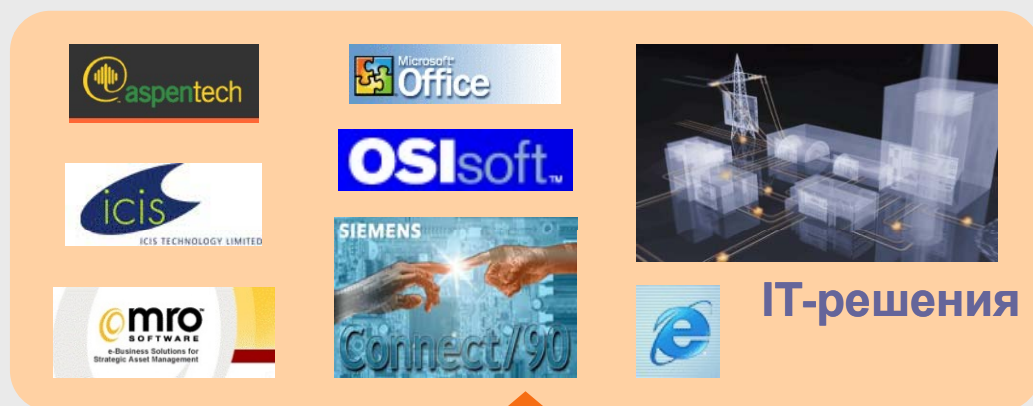 aspentech
Microsoft
Office
OSIsoft™
icis
ICIS TECHNOLOGY LIMITED
SIEMENS
Connect/90
mro
SOFTWARE
e-Business Solutions for
Strategic Asset Management
IT-решения